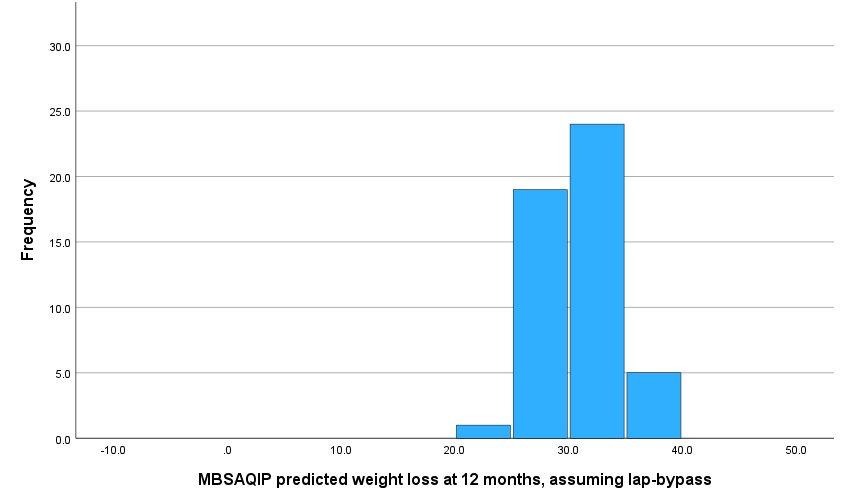 30.0
25.0
20.0
15.0
10.0
5.0
0.0
Frequency
-10.0 .0 10.0 20.0 30.0 40.0 50.0
MBSAQIP predicted weight loss at 12 months, assuming lap-bypass